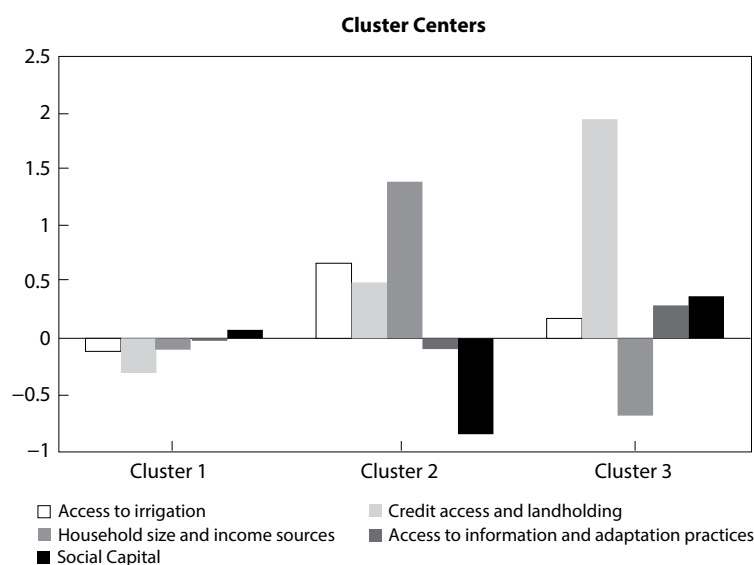 Cluster Centers
2.5
2
1.5
1
0.5
0
−0.5
−1
Cluster 1 Cluster 2 Cluster 3
Access to irrigation Credit access and landholding
Household size and income sources Access to information and adaptation practices
Social Capital